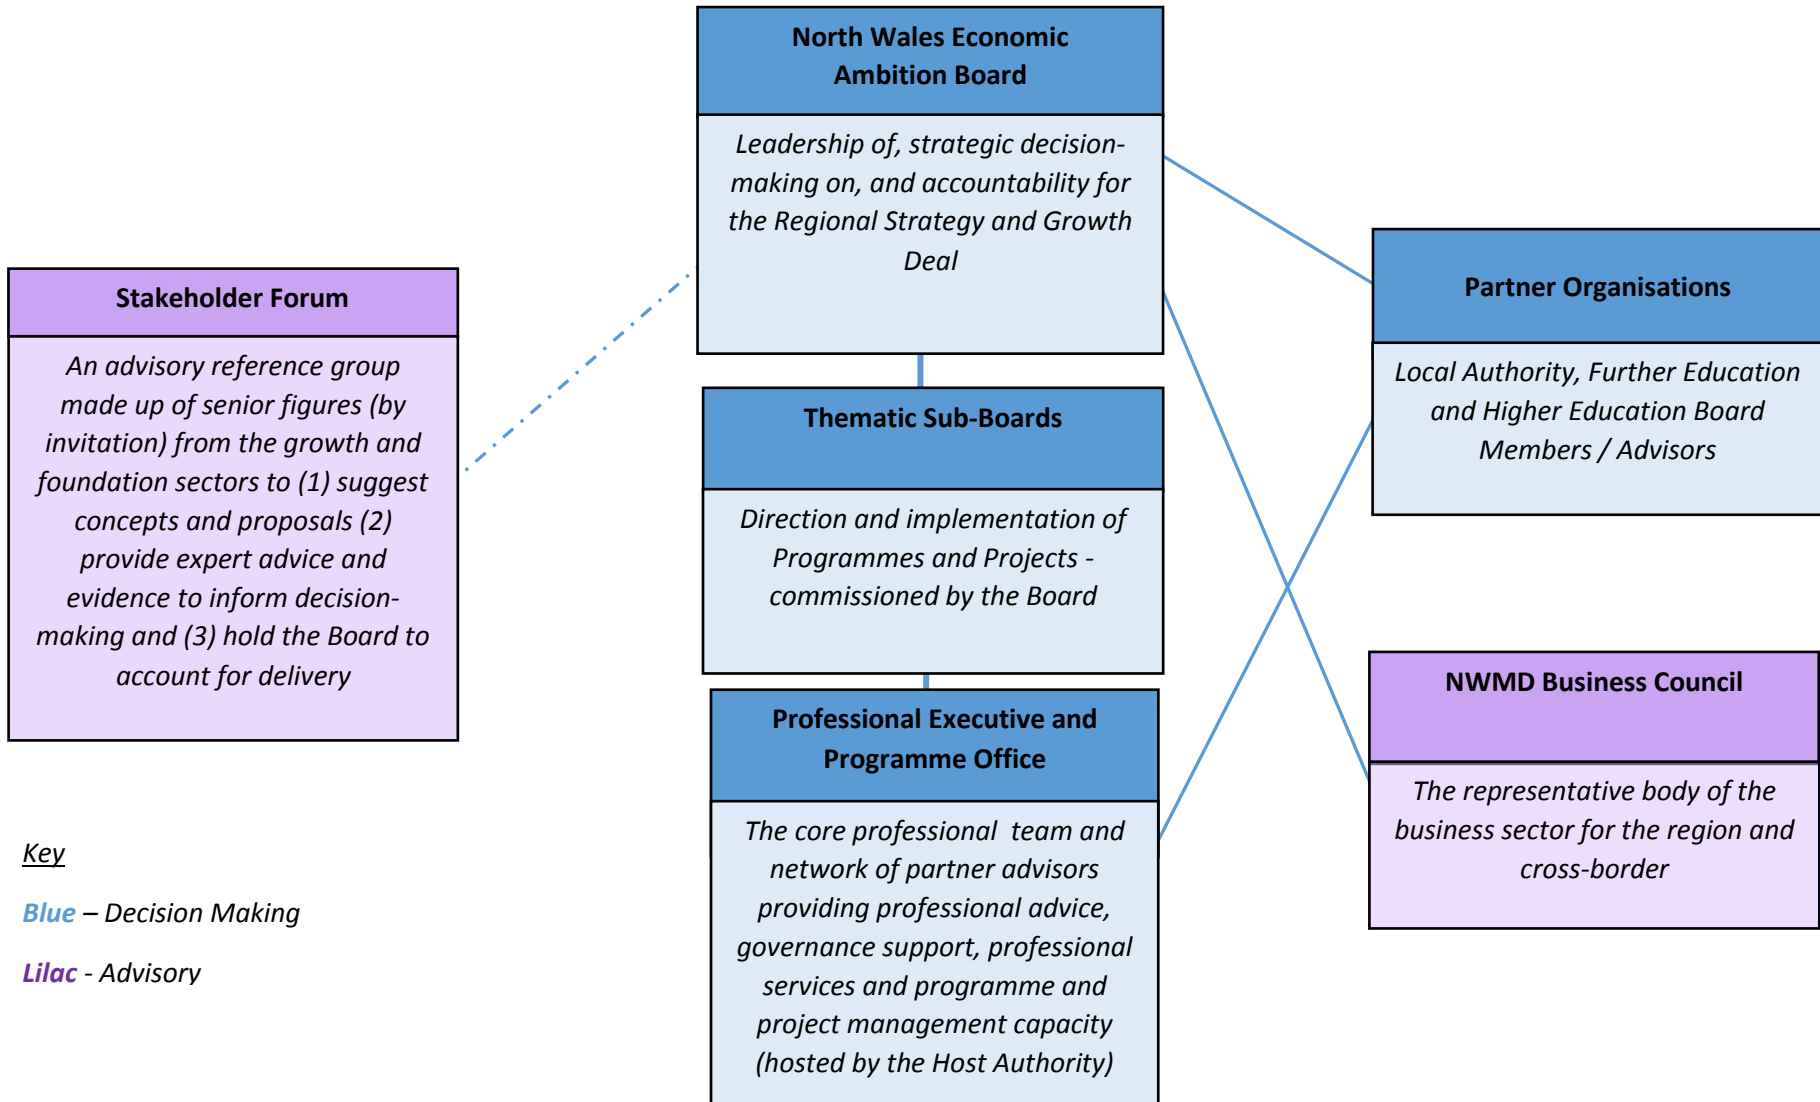 North Wales Economic
Ambition Board
Leadership of, strategic decision-
making on, and accountability for
the Regional Strategy and Growth
Deal
Stakeholder Forum
An advisory reference group
made up of senior figures (by
invitation) from the growth and
foundation sectors to (1) suggest
concepts and proposals (2)
provide expert advice and
evidence to inform decision-
making and (3) hold the Board to
account for delivery
Thematic Sub-Boards
Direction and implementation of
Programmes and Projects -
commissioned by the Board
Professional Executive and
Programme Office
The core professional  team and
network of partner advisors
providing professional advice,
governance support, professional
services and programme and
project management capacity
(hosted by the Host Authority)
Partner Organisations
Local Authority, Further Education
and Higher Education Board
Members / Advisors
NWMD Business Council
The representative body of the
business sector for the region and
cross-border
Key
Blue – Decision Making
Lilac - Advisory